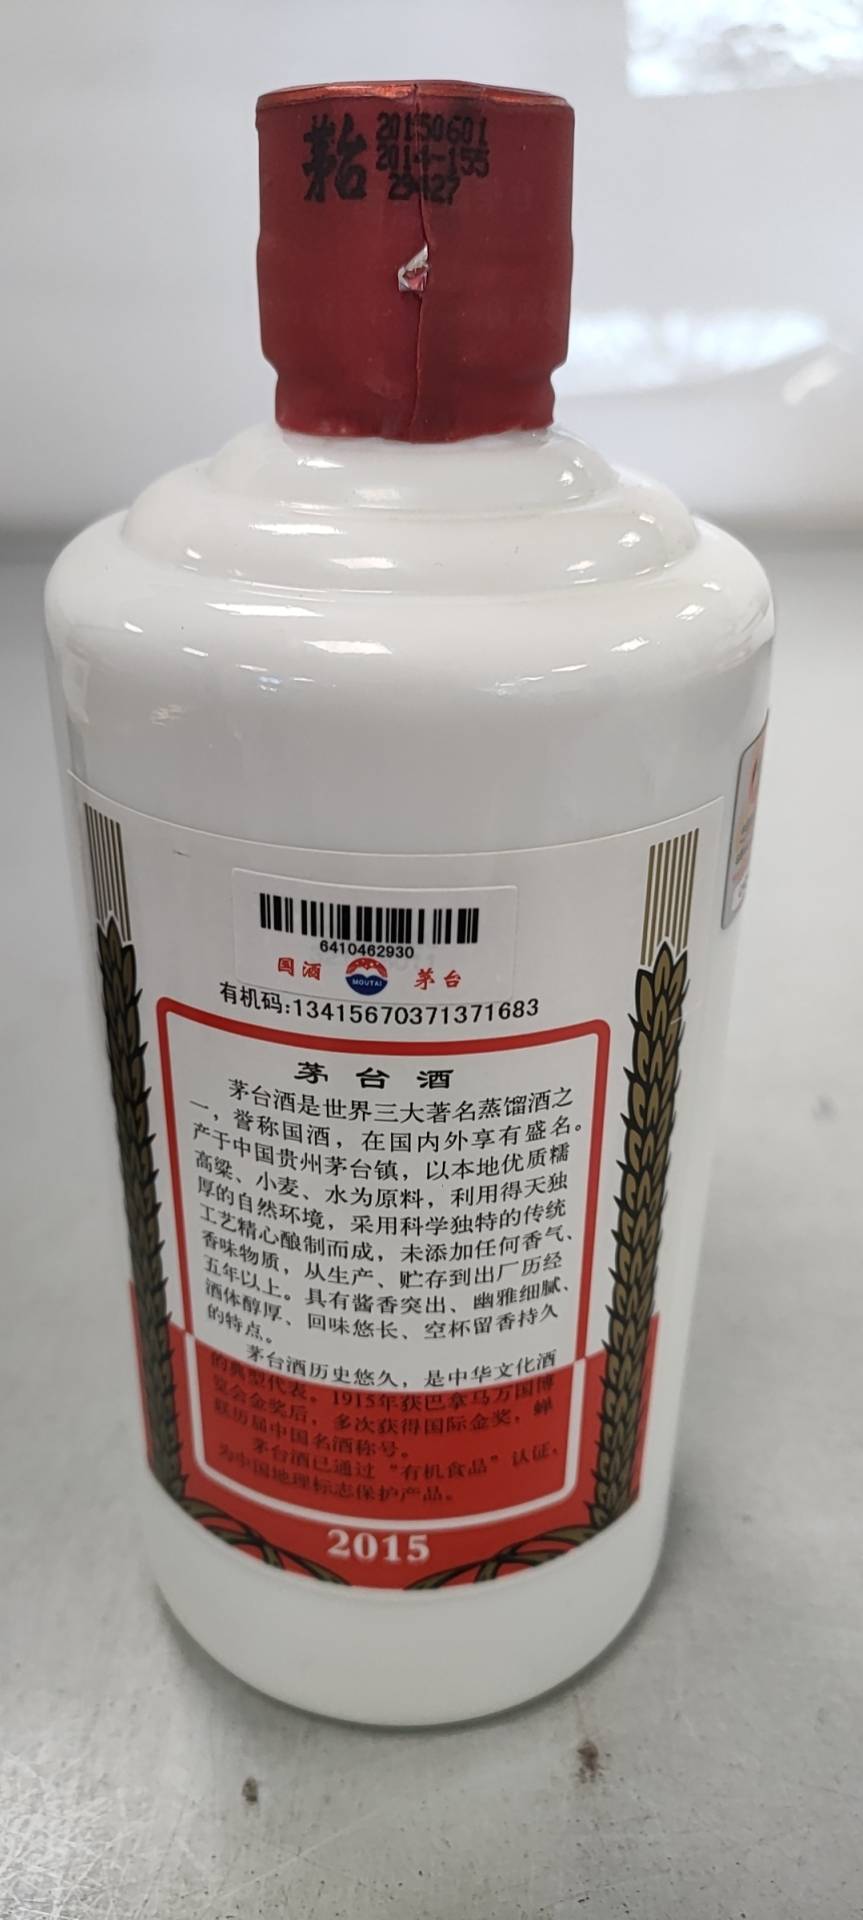 茅台
20150601
2014-155
29427
6410462930
国酒 MOUTAI 茅台
有机码:13415670371371683
茅台酒
茅台酒是世界三大著名蒸馏酒之
一，誉称国酒，在国内外享有盛名。
产于中国贵州茅台镇，以本地优质糯
高粱、小麦、水为原料，利用得天独
厚的自然环境，采用科学独特的传统
工艺精心酿制而成，未添加任何香气、
香味物质，从生产、贮存到出厂历经
五年以上。具有酱香突出、幽雅细腻、
酒体醇厚、回味悠长、空杯留香持久
的特点。
茅台酒历史悠久，是中华文化酒
的典型代表。1915年获巴拿马万国博
览会金奖后，多次获得国际金奖，蝉
联历届中国名酒称号。
茅台酒已通过“有机食品”认证，
为中国地理标志保护产品。
2015